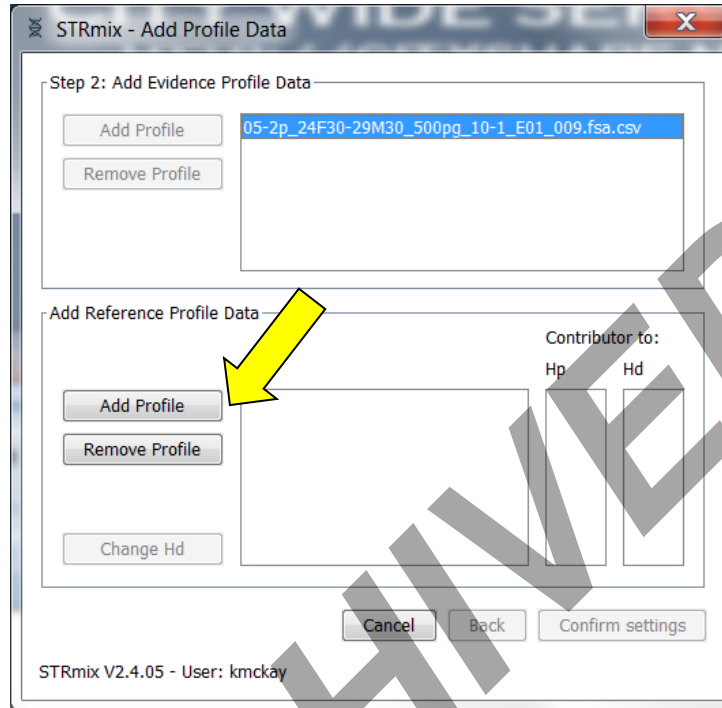 STRmix - Add Profile Data
Step 2: Add Evidence Profile Data
Add Profile
05-2p_24F30-29M30_500pg_10-1_E01_009.fsa.csv
Remove Profile
Add Reference Profile Data
Contributor to:
Hp Hd
Add Profile
Remove Profile
Change Hd
Cancel Back Confirm settings
STRmix V2.4.05 - User: kmckay